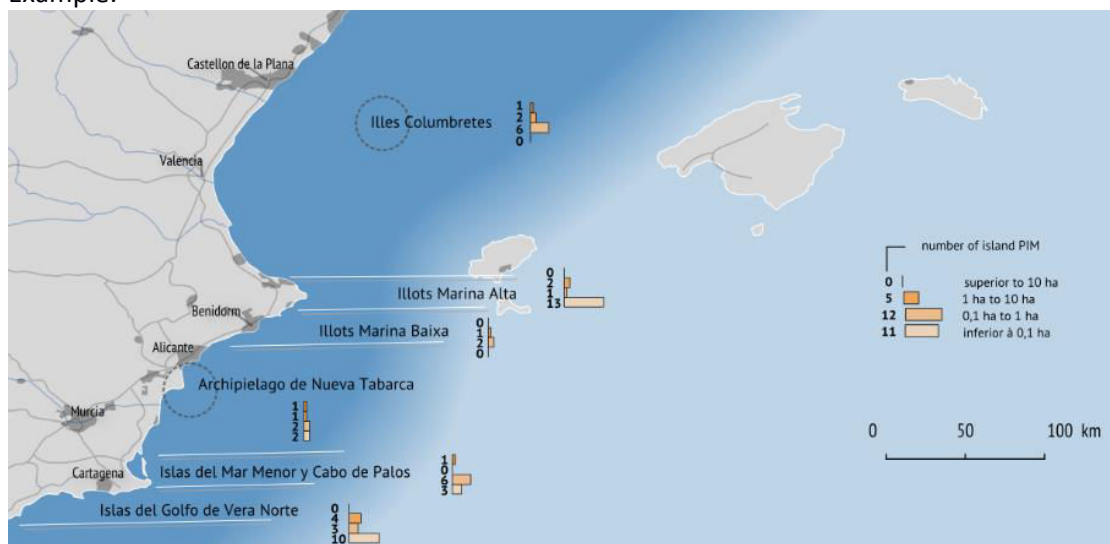 Example:
Castellon de la Plana
Illes Columbretes
1
2
6
0
Valencia
number of island PIM
0 superior to 10 ha
5 1 ha to 10 ha
12 0,1 ha to 1 ha
11 inferior à 0,1 ha
Illots Marina Alta
0
2
1
13
Benidorm
Illots Marina Baixa
0
1
2
0
Alicante
Archipielago de Nueva Tabarca
1
1
2
2
Murcia
0 50 100 km
Cartagena
Islas del Mar Menor y Cabo de Palos
1
0
6
3
Islas del Golfo de Vera Norte
0
4
3
10